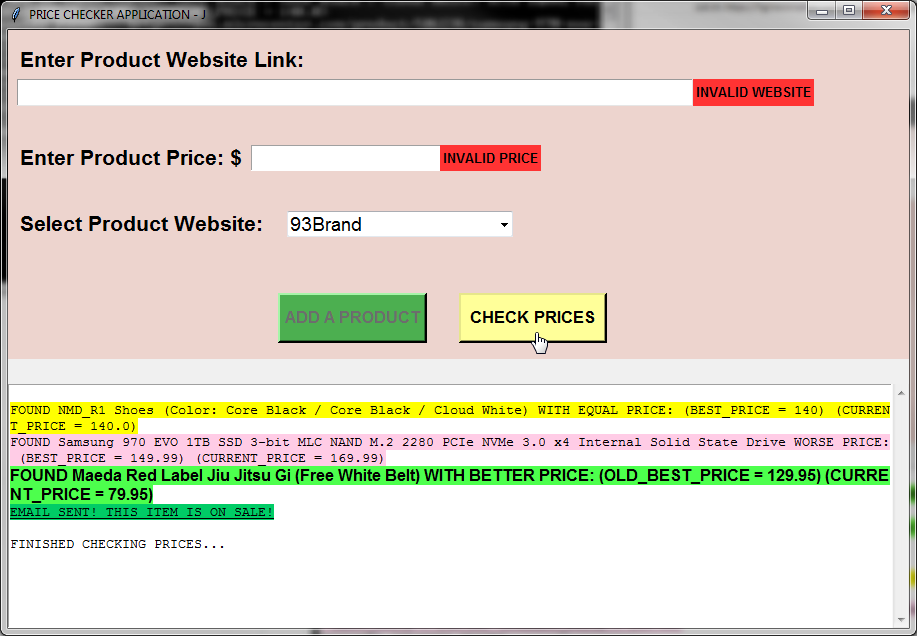 PRICE CHECKER APPLICATION - J
Enter Product Website Link:
INVALID WEBSITE
Enter Product Price: $
INVALID PRICE
Select Product Website:
93Brand
ADD A PRODUCT
CHECK PRICES
FOUND NMD_R1 Shoes (Color: Core Black / Core Black / Cloud White) WITH EQUAL PRICE: (BEST_PRICE = 140) (CURREN
T_PRICE = 140.0)
FOUND Samsung 970 EVO 1TB SSD 3-bit MLC NAND M.2 2280 PCIe NVMe 3.0 x4 Internal Solid State Drive WORSE PRICE:
(BEST_PRICE = 149.99) (CURRENT_PRICE = 169.99)
FOUND Maeda Red Label Jiu Jitsu Gi (Free White Belt) WITH BETTER PRICE: (OLD_BEST_PRICE = 129.95) (CURRE
NT_PRICE = 79.95)
EMAIL SENT! THIS ITEM IS ON SALE!
FINISHED CHECKING PRICES...